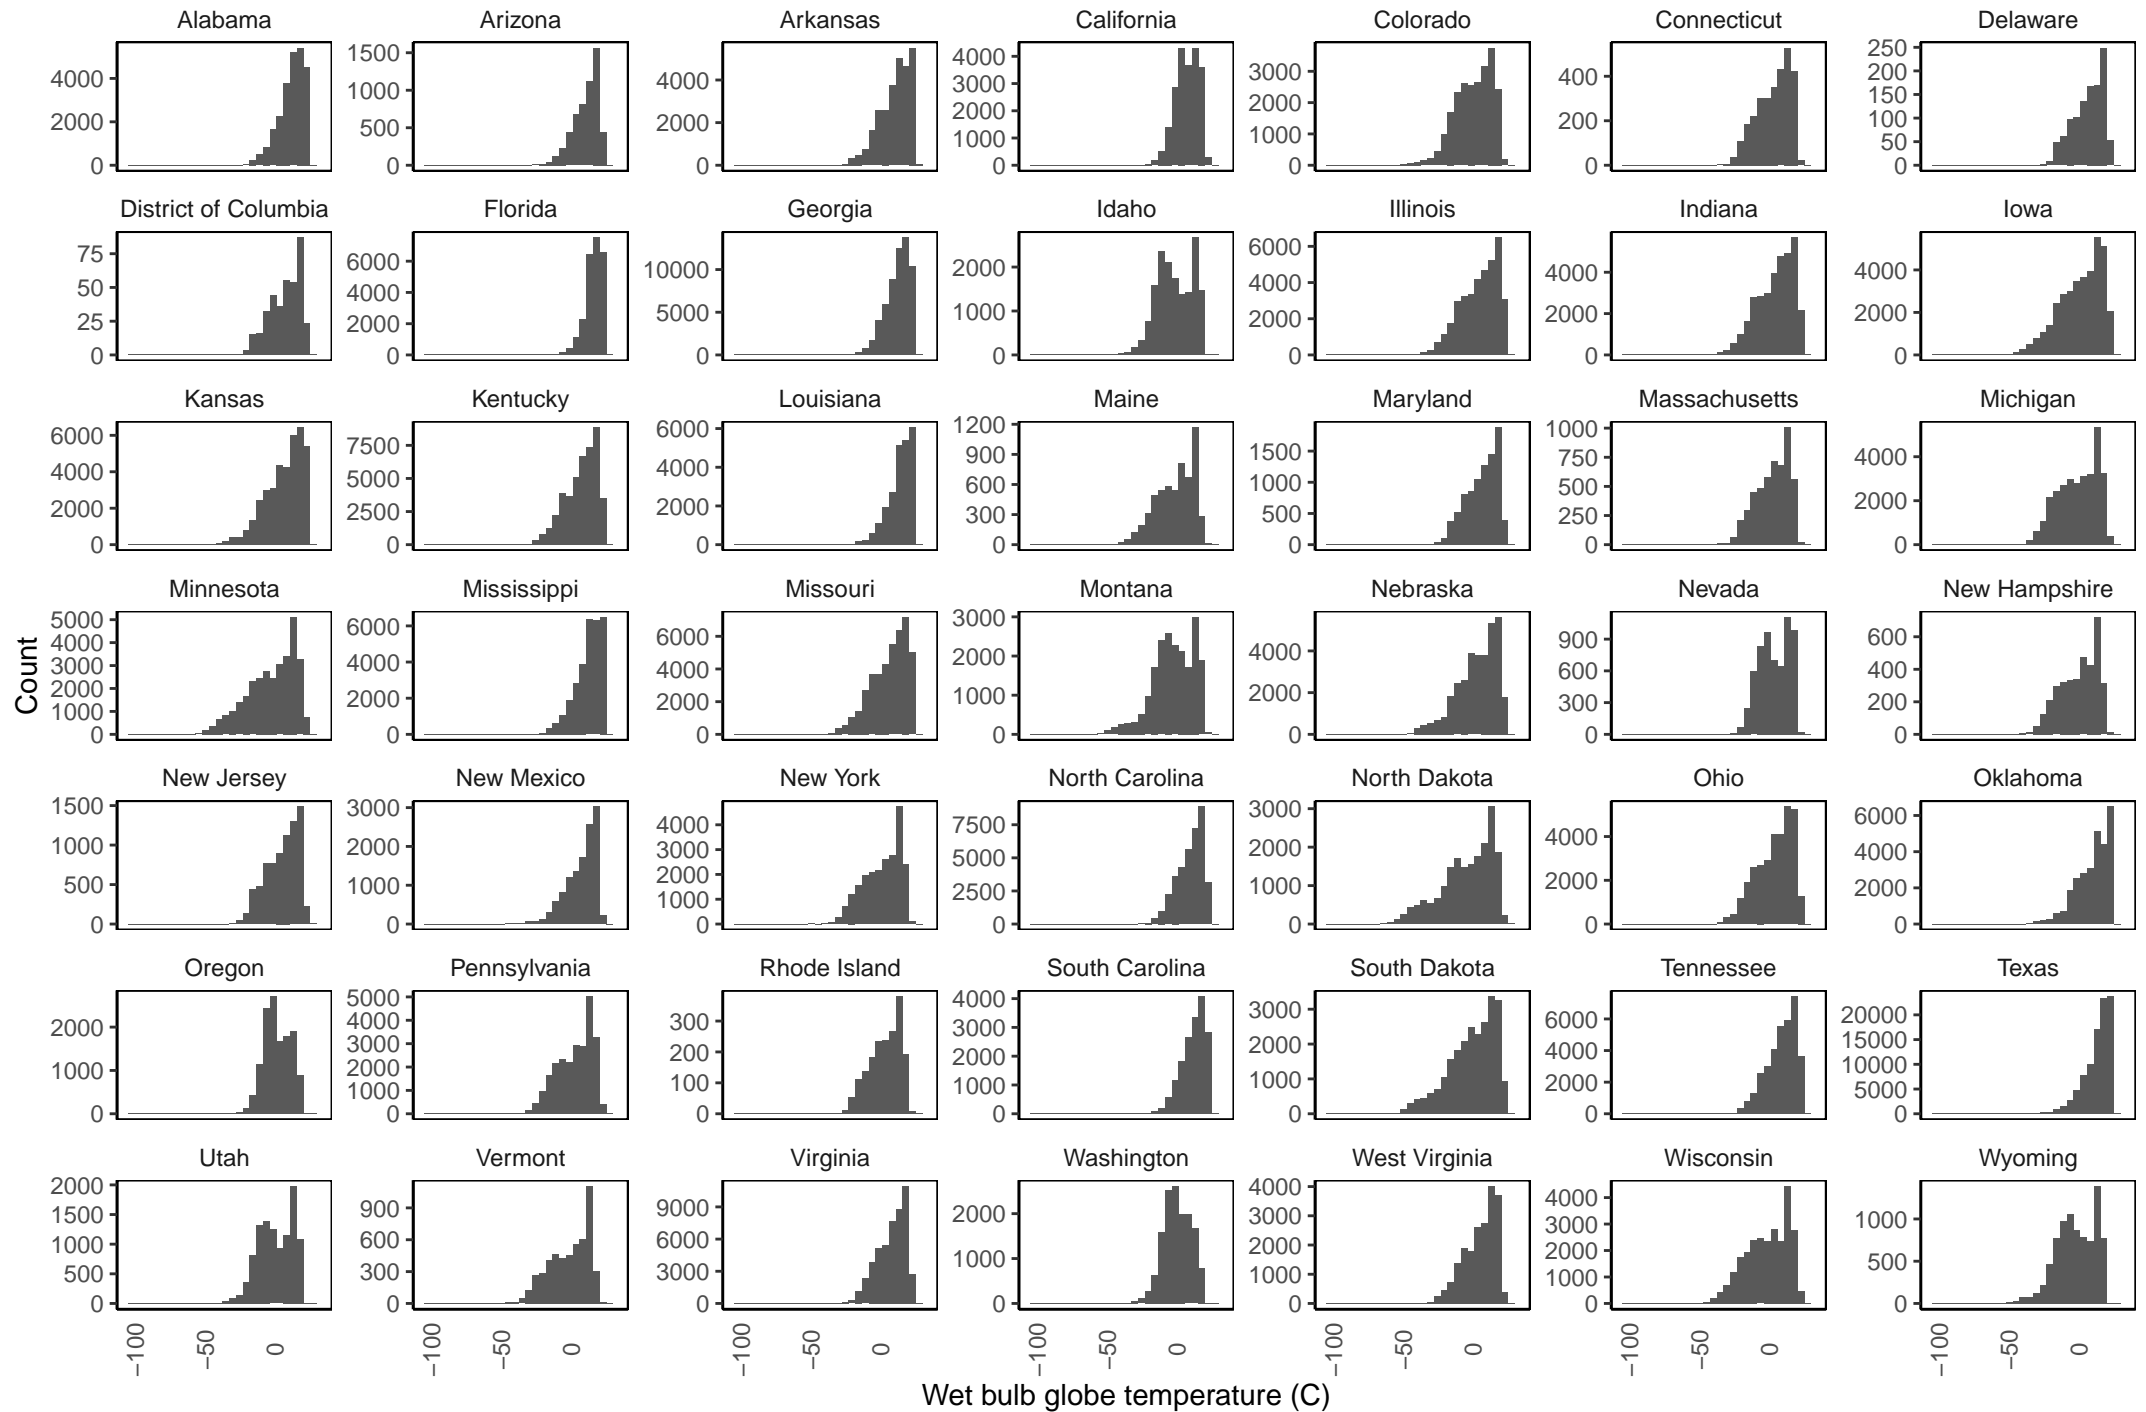 Alabama Arizona Arkansas California Colorado Connecticut Delaware
4000 2000 0
1500 1000 500 0
4000 2000 0
4000 3000 2000 1000 0
3000 2000 1000 0
400 200 0
250 200 150 100 50 0
District of Columbia Florida Georgia Idaho Illinois Indiana Iowa
75 50 25 0
6000 4000 2000 0
10000 5000 0
2000 1000 0
6000 4000 2000 0
4000 2000 0
4000 2000 0
Kansas Kentucky Louisiana Maine Maryland Massachusetts Michigan
6000 4000 2000 0
7500 5000 2500 0
6000 4000 2000 0
1200 900 600 300 0
1500 1000 500 0
1000 750 500 250 0
4000 2000 0
Minnesota Mississippi Missouri Montana Nebraska Nevada New Hampshire
Count
5000 4000 3000 2000 1000 0
6000 4000 2000 0
6000 4000 2000 0
3000 2000 1000 0
4000 2000 0
900 600 300 0
600 400 200 0
New Jersey New Mexico New York North Carolina North Dakota Ohio Oklahoma
1500 1000 500 0
3000 2000 1000 0
4000 3000 2000 1000 0
7500 5000 2500 0
3000 2000 1000 0
4000 2000 0
6000 4000 2000 0
Oregon Pennsylvania Rhode Island South Carolina South Dakota Tennessee Texas
2000 1000 0
5000 4000 3000 2000 1000 0
300 200 100 0
4000 3000 2000 1000 0
3000 2000 1000 0
6000 4000 2000 0
20000 15000 10000 5000 0
Utah Vermont Virginia Washington West Virginia Wisconsin Wyoming
2000 1500 1000 500 0
900 600 300 0
9000 6000 3000 0
2000 1000 0
4000 3000 2000 1000 0
4000 3000 2000 1000 0
1000 500 0
−100 −50 0 −100 −50 0 −100 −50 0 −100 −50 0 −100 −50 0 −100 −50 0 −100 −50 0
Wet bulb globe temperature (C)